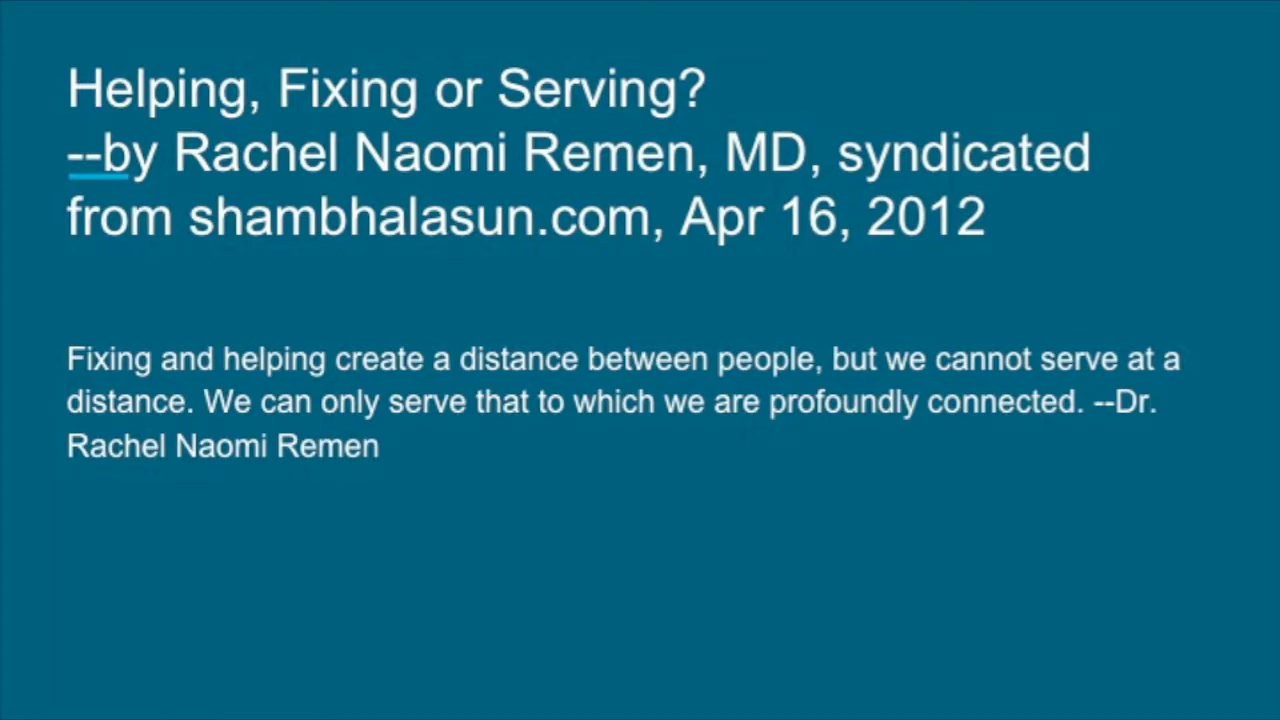 Helping, Fixing or Serving?
--by Rachel Naomi Remen, MD, syndicated
from shambhalasun.com, Apr 16, 2012
Fixing and helping create a distance between people, but we cannot serve at a
distance. We can only serve that to which we are profoundly connected. --Dr.
Rachel Naomi Remen